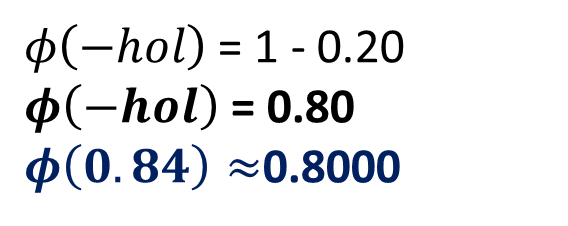 ϕ(−hol) = 1 - 0.20
ϕ(−hol) = 0.80
ϕ(0.84) ≈0.8000